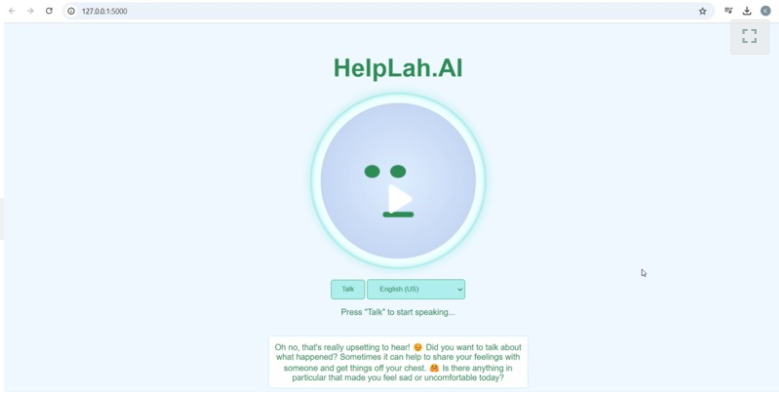 127.0.0.1:5000
HelpLah.AI
Talk
English (US)
Press "Talk" to start speaking...
Oh no, that's really upsetting to hear! 😊 Did you want to talk about
what happened? Sometimes it can help to share your feelings with
someone and get things off your chest. 🤗 Is there anything in
particular that made you feel sad or uncomfortable today?